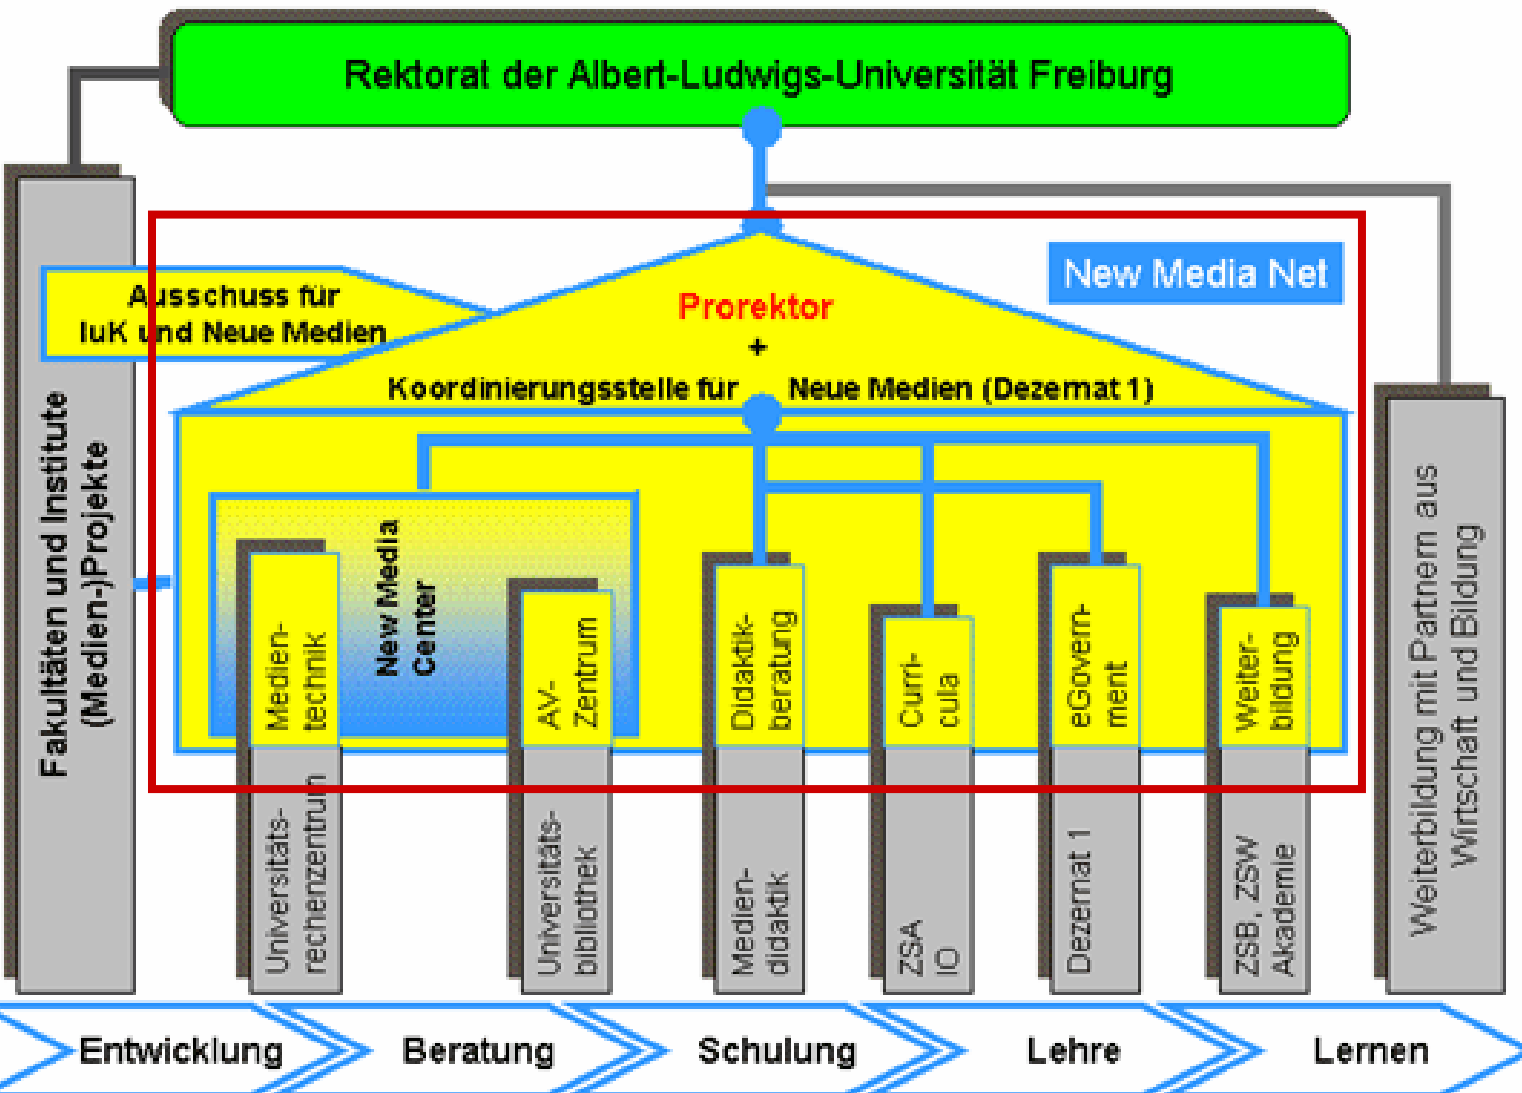 Rektorat der Albert-Ludwigs-Universität Freiburg
New Media Net
Ausschuss für
IuK und Neue Medien
Prorektor
+
Koordinierungsstelle für Neue Medien (Dezernat 1)
Fakultäten und Institute
(Medien-)Projekte
New Media
Center
Medien-
technik
AV-
Zentrum
Didaktik-
beratung
Curri-
cula
eGovern-
ment
Weiter-
bildung
Universitäts-
rechenzentrum
Universitäts-
bibliothek
Medien-
didaktik
ZSA
IO
Dezernat 1
ZSB, ZSW
Akademie
Weiterbildung mit Partnern aus
Wirtschaft und Bildung
Entwicklung
Beratung
Schulung
Lehre
Lernen